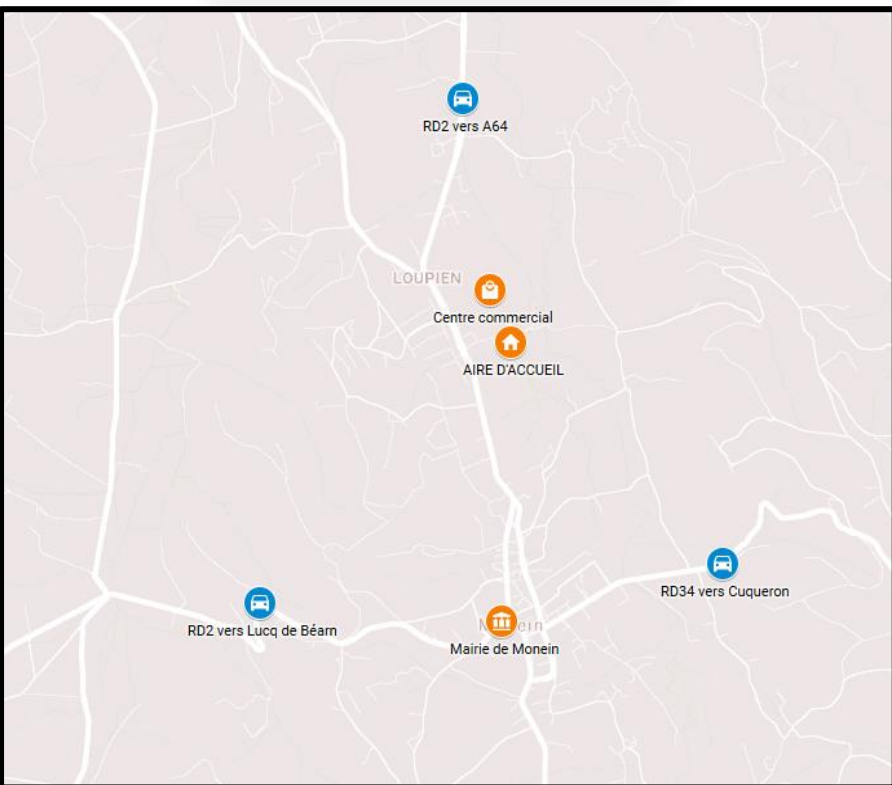 RD2 vers A64
LOUPIEN
Centre commercial
AIRE D'ACCUEIL
RD34 vers Cuqueron
RD2 vers Lucq de Béarn
Mairie de Monein